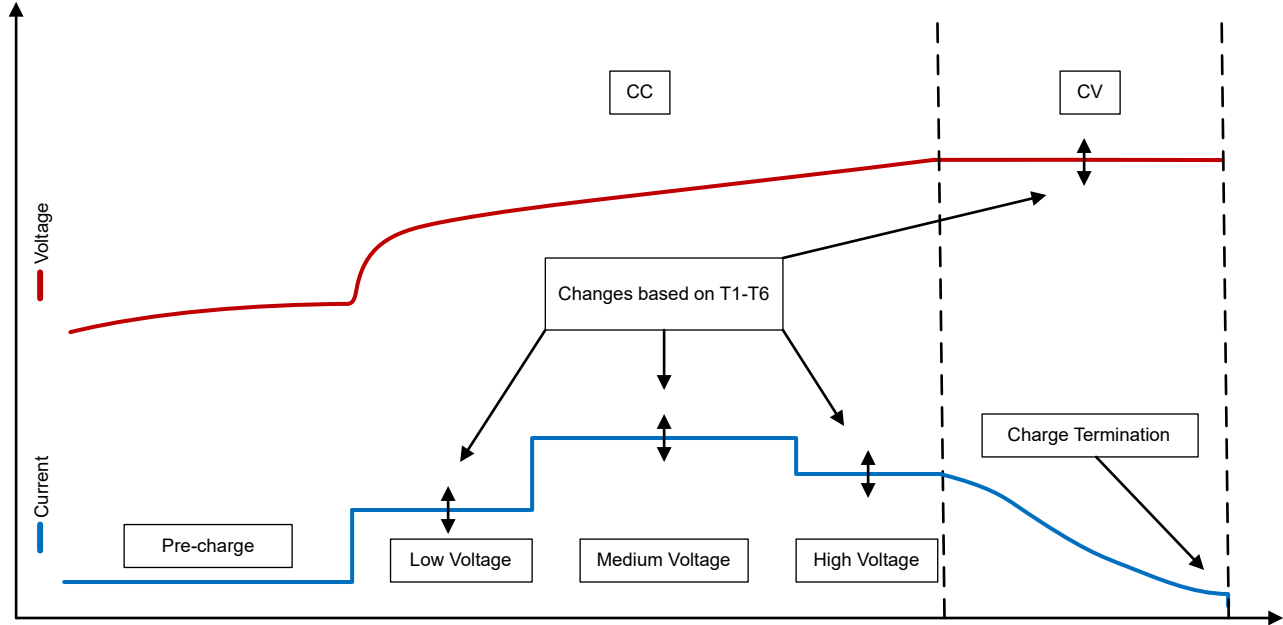 CC
CV
Voltage
Changes based on T1-T6
Charge Termination
Current
Pre-charge
Low Voltage
Medium Voltage
High Voltage